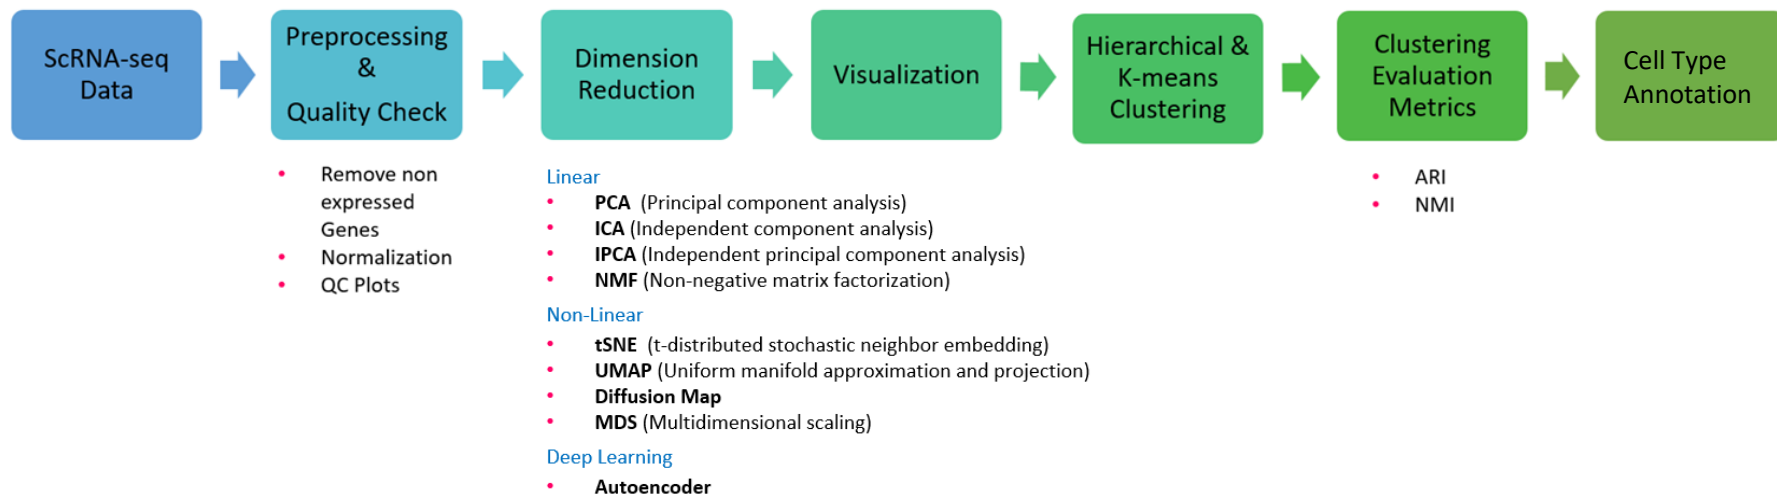 ScRNA-seq
Data
Preprocessing
&
Quality Check
Dimension
Reduction
Visualization
Hierarchical &
K-means
Clustering
Clustering
Evaluation
Metrics
Cell Type
Annotation
• Remove non
expressed
Genes
• Normalization
• QC Plots
Linear
• PCA (Principal component analysis)
• ICA (Independent component analysis)
• IPCA (Independent principal component analysis)
• NMF (Non-negative matrix factorization)
Non-Linear
• tSNE (t-distributed stochastic neighbor embedding)
• UMAP (Uniform manifold approximation and projection)
• Diffusion Map
• MDS (Multidimensional scaling)
Deep Learning
• Autoencoder
• ARI
• NMI